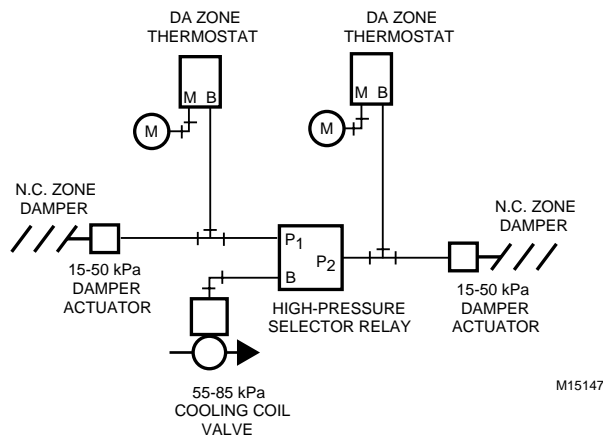 DA ZONE
THERMOSTAT
M B
M
DA ZONE
THERMOSTAT
M B
M
N.C. ZONE
DAMPER
15-50 kPa
DAMPER
ACTUATOR
P1
P2
B
HIGH-PRESSURE
SELECTOR RELAY
N.C. ZONE
DAMPER
15-50 kPa
DAMPER
ACTUATOR
55-85 kPa
COOLING COIL
VALVE
M15147